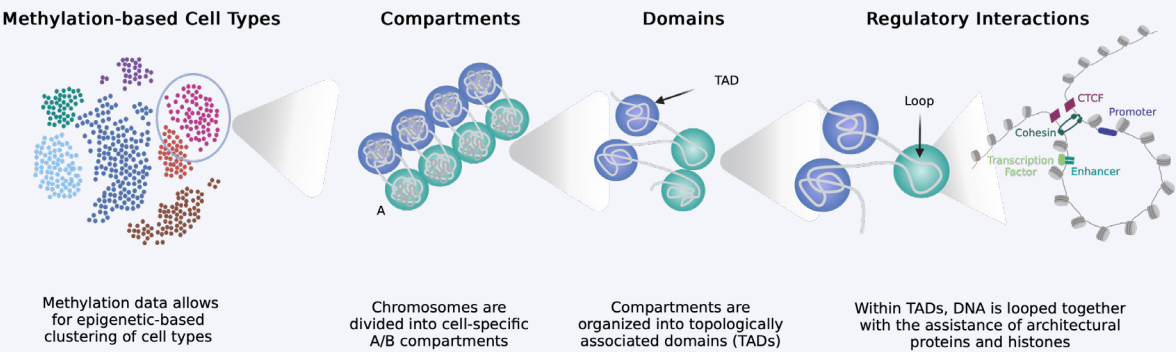 Methylation-based Cell Types
Compartments
Domains
Regulatory Interactions
A
TAD
Loop
CTCF
Promoter
Cohesin
Transcription
Factor
Enhancer
Methylation data allows
for epigenetic-based
clustering of cell types
Chromosomes are
divided into cell-specific
A/B compartments
Compartments are
organized into topologically
associated domains (TADs)
Within TADs, DNA is looped together
with the assistance of architectural
proteins and histones